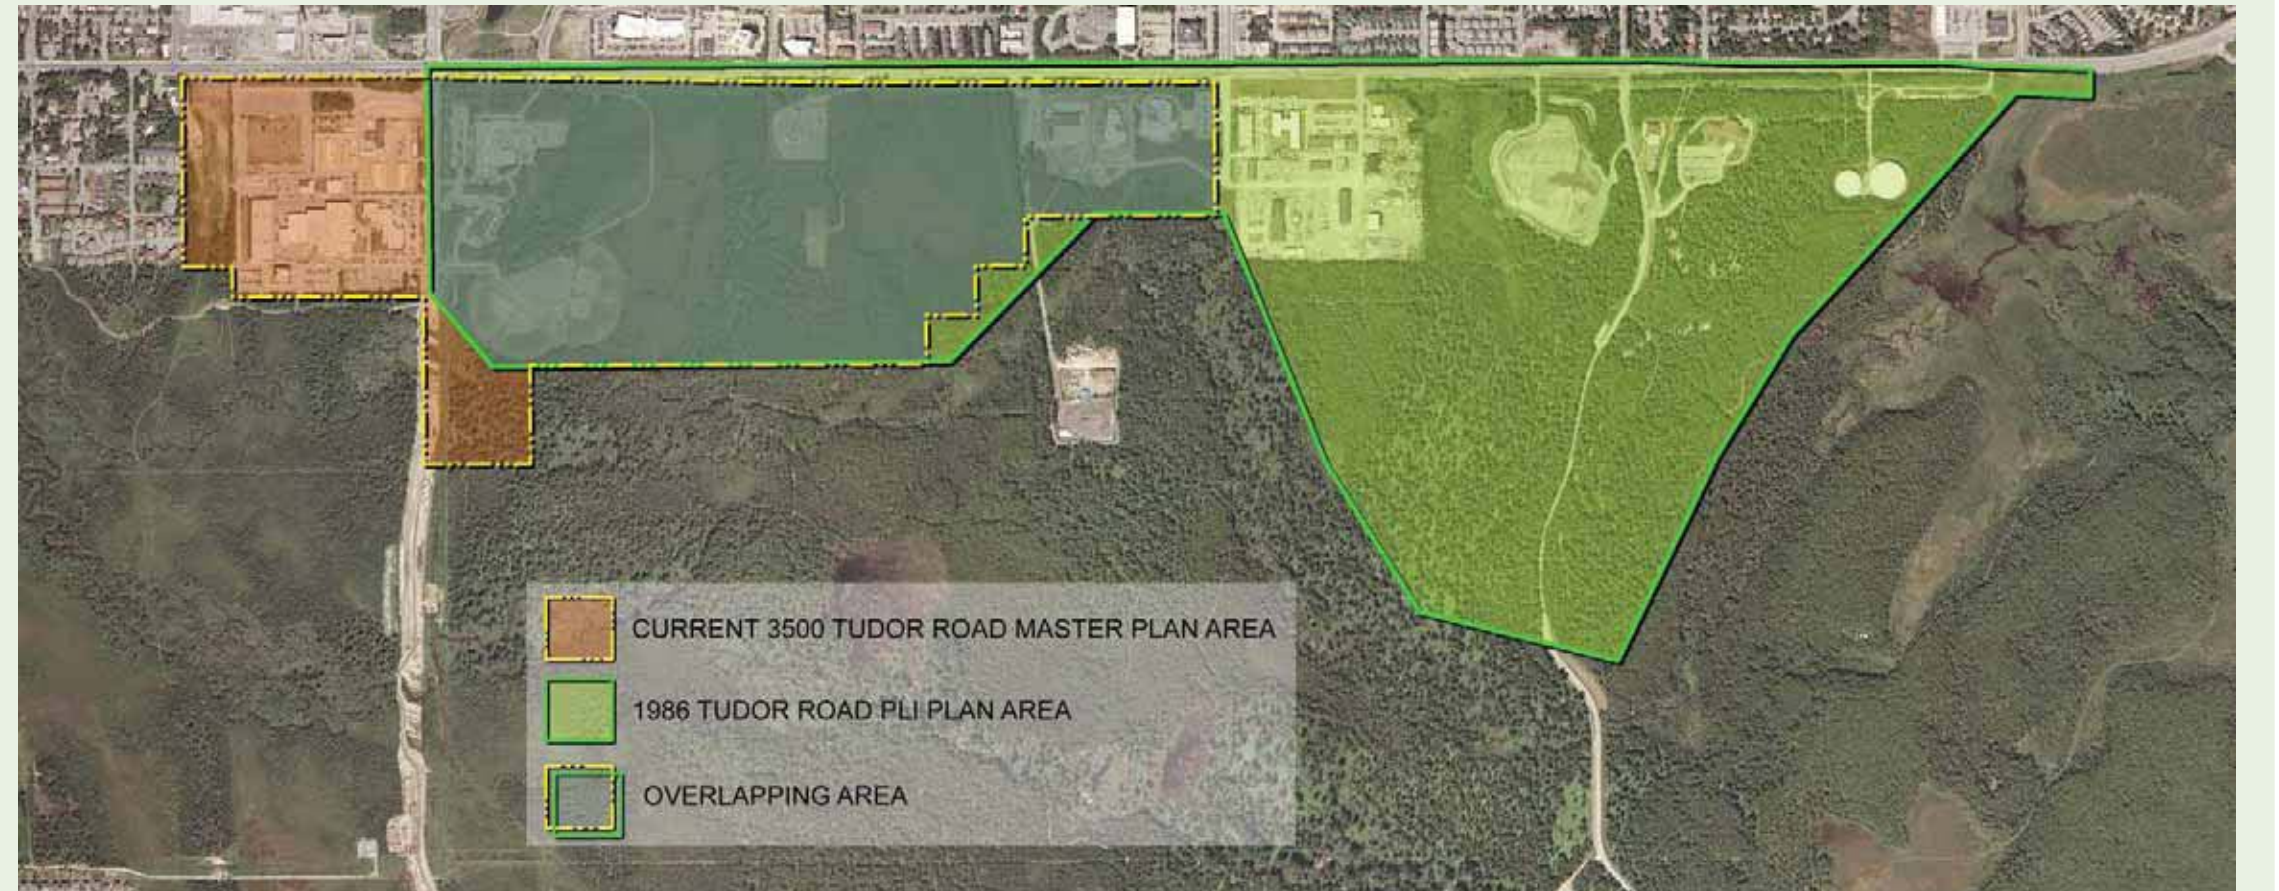 CURRENT 3500 TUDOR ROAD MASTER PLAN AREA
1986 TUDOR ROAD PLI PLAN AREA
OVERLAPPING AREA